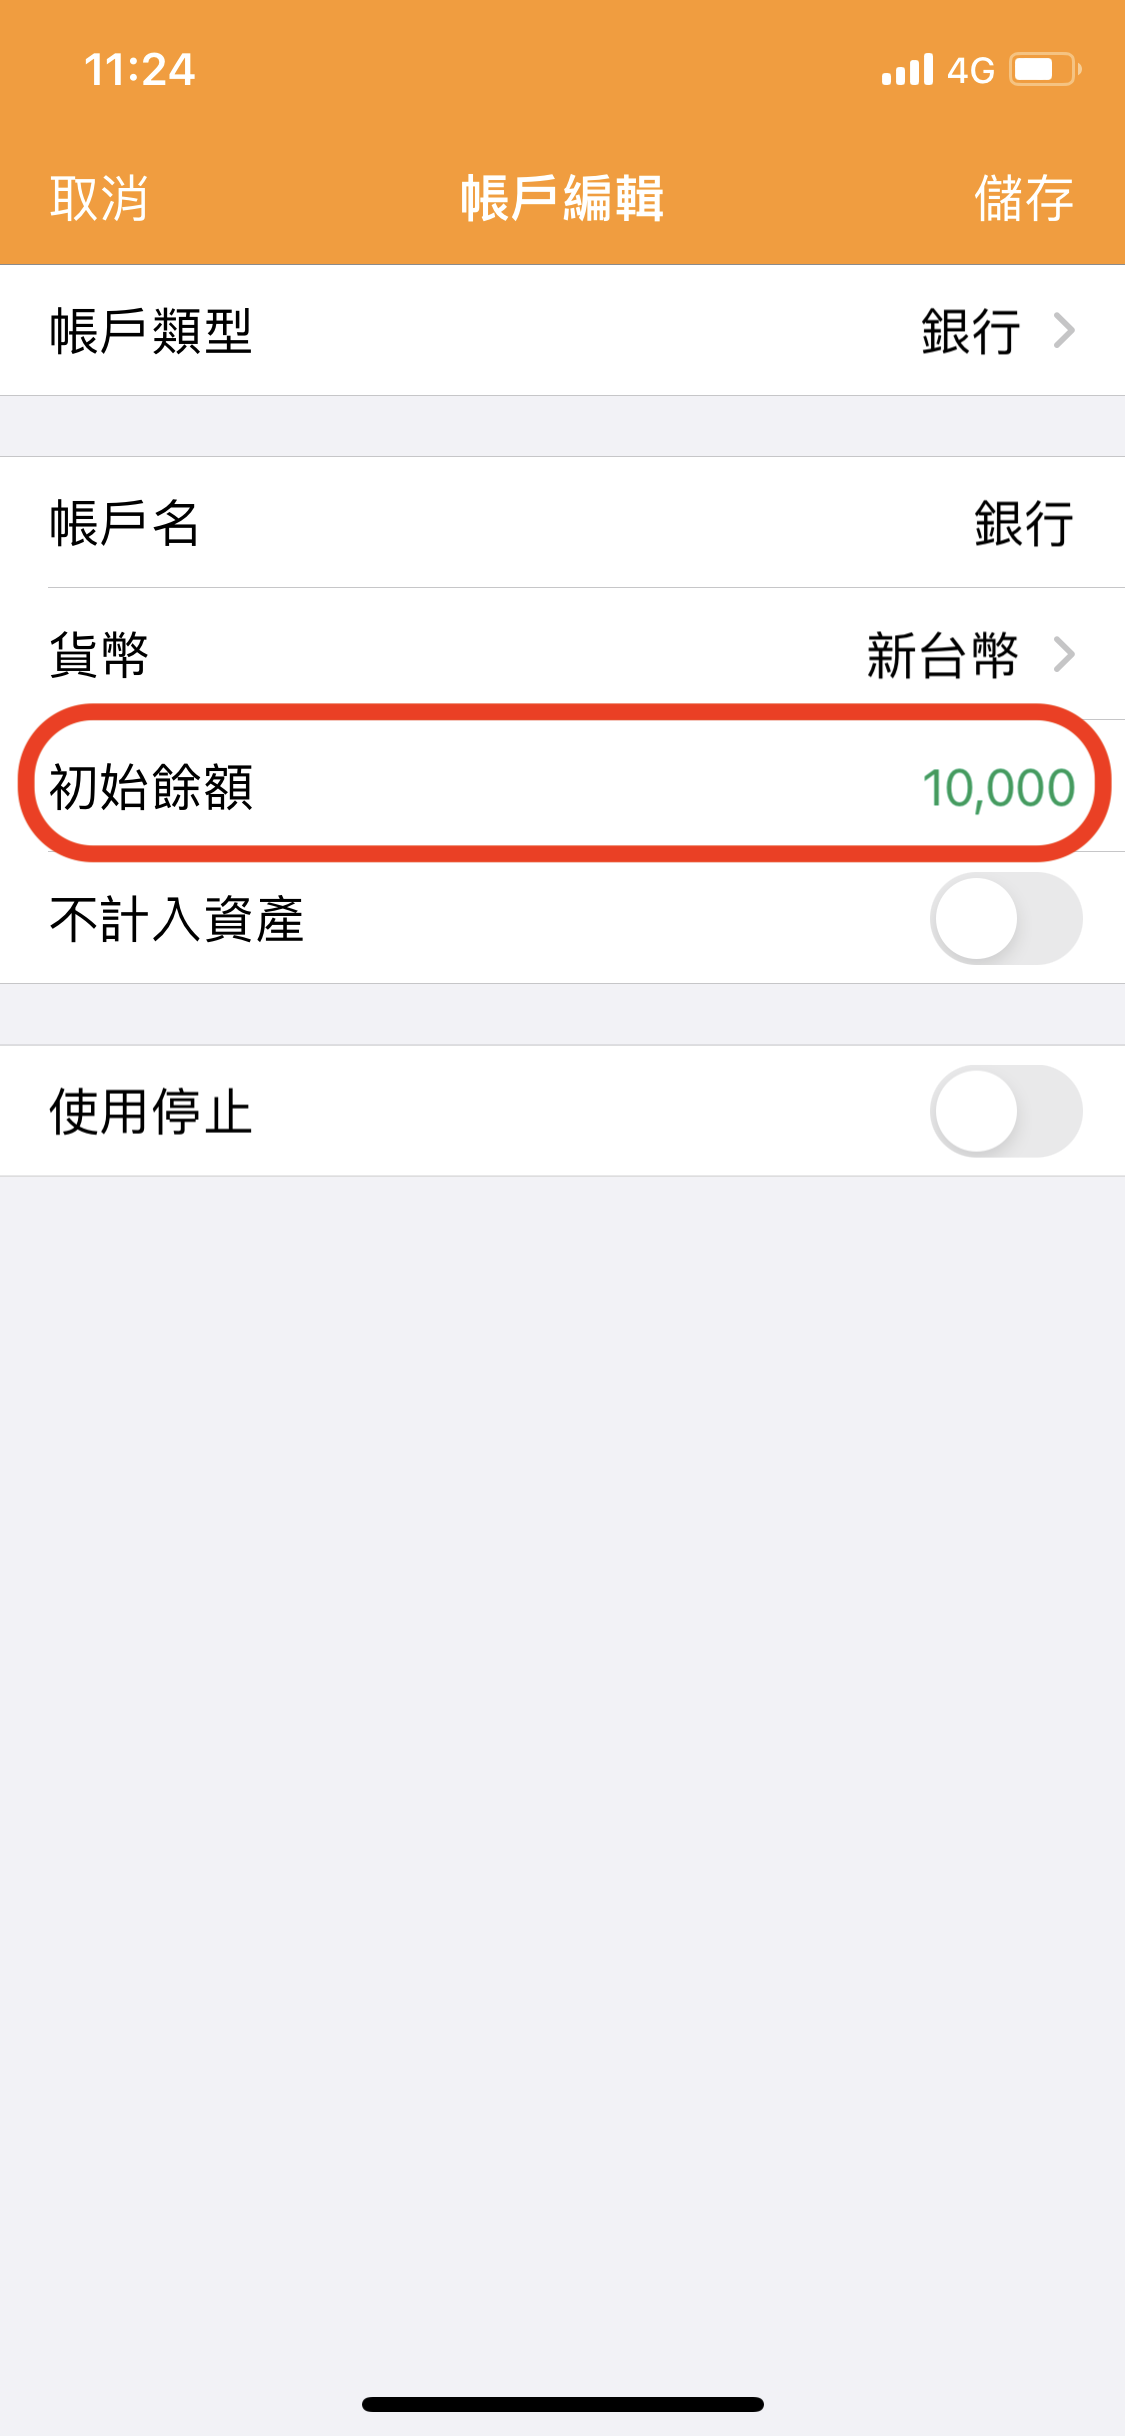 11:24 4G
取消 帳戶編輯 儲存
帳戶類型 銀行
帳戶名 銀行
貨幣 新台幣
初始餘額 10,000
不計入資產
使用停止